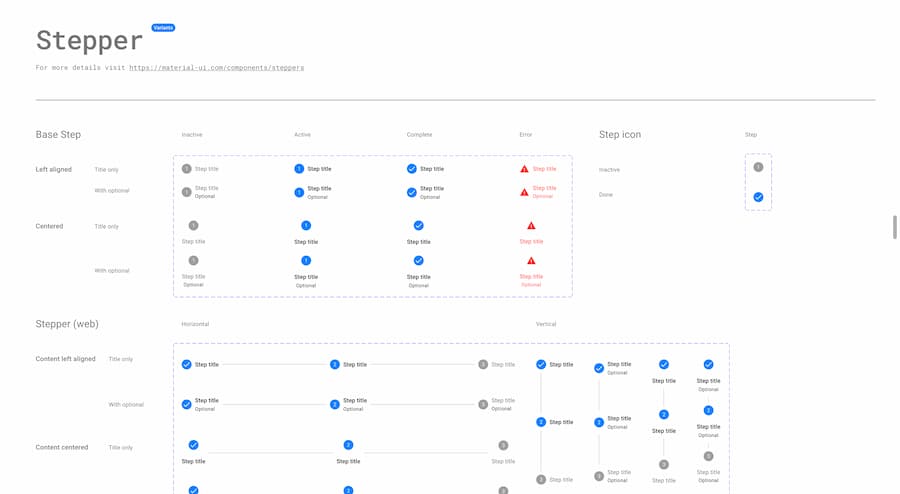 Stepper
Variants
For more details visit https://material-ui.com/components/steppers
Base Step
Inactive
Active
Complete
Error
Step icon
Step
Left aligned
Title only
1 Step title
1 Step title
Step title
Step title
Inactive
1
With optional
1 Step title
Optional
1 Step title
Optional
Step title
Optional
Step title
Optional
Done
Centered
Title only
1
Step title
1
Step title
Step title
Step title
With optional
1
Step title
Optional
1
Step title
Optional
Step title
Optional
Step title
Optional
Stepper (web)
Horizontal
Vertical
Content left aligned
Title only
Step title
2 Step title
3 Step title
Step title
Step title
Optional
Step title
Step title
Optional
With optional
Step title
Optional
2 Step title
Optional
3 Step title
Optional
2 Step title
2 Step title
Optional
2
Step title
2
Step title
Optional
Content centered
Title only
Step title
2
Step title
3
Step title
3 Step title
3 Step title
Optional
3
Step title
3
Step title
Optional